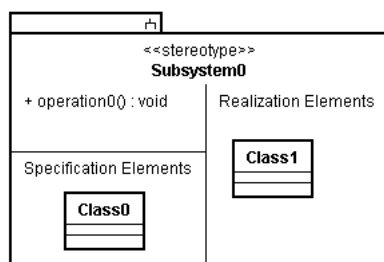 <<stereotype>>
Subsystem0
+ operation0() : void
Realization Elements
Class1
Specification Elements
Class0